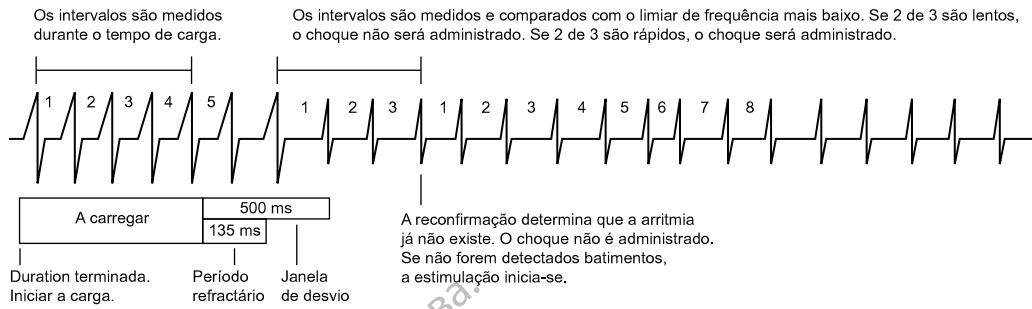 Os intervalos são medidos
durante o tempo de carga.
Os intervalos são medidos e comparados com o limiar de frequência mais baixo. Se 2 de 3 são lentos,
o choque não será administrado. Se 2 de 3 são rápidos, o choque será administrado.
1 2 3 4 5 1 2 3 1 2 3 4 5 6 7 8
A carregar
500 ms
135 ms
Duration terminada.
Iniciar a carga.
Período
refractário
Janela
de desvio
A reconfirmação determina que a arritmia
já não existe. O choque não é administrado.
Se não forem detectados batimentos,
a estimulação inicia-se.